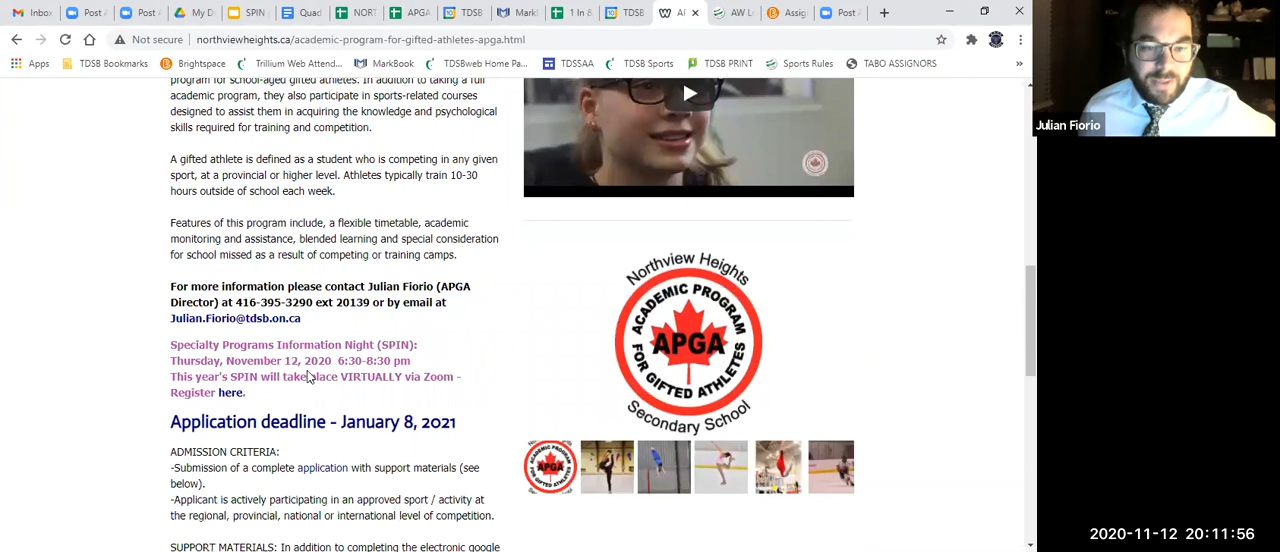 Inbox Post A Post A My D SPIN Quad NORT APGA TDSB Markl 1 In 8 TDSB AP AW L Assig Post A
Not secure northviewheights.ca/academic-program-for-gifted-athletes-apga.html
Apps TDSB Bookmarks Brightspace Trillium Web Attend... MarkBook TDSBweb Home Pa... TDSSAA TDSB Sports TDSB PRINT Sports Rules TABO ASSIGNORS »
program for school-aged gifted athletes. In addition to taking a full
academic program, they also participate in sports-related courses
designed to assist them in acquiring the knowledge and psychological
skills required for training and competition.
A gifted athlete is defined as a student who is competing in any given
sport, at a provincial or higher level. Athletes typically train 10-30
hours outside of school each week.
Features of this program include, a flexible timetable, academic
monitoring and assistance, blended learning and special consideration
for school missed as a result of competing or training camps.
For more information please contact Julian Fiorio (APGA
Director) at 416-395-3290 ext 20139 or by email at
Julian.Fiorio@tdsb.on.ca
Specialty Programs Information Night (SPIN):
Thursday, November 12, 2020 6:30-8:30 pm
This year's SPIN will take place VIRTUALLY via Zoom -
Register here.
Application deadline - January 8, 2021
ADMISSION CRITERIA:
-Submission of a complete application with support materials (see
below).
-Applicant is actively participating in an approved sport / activity at
the regional, provincial, national or international level of competition.
SUPPORT MATERIALS: In addition to completing the electronic google
Northview Heights
ACADEMIC PROGRAM
APGA
FOR GIFTED ATHLETES
Secondary School
APGA
Julian Fiorio
2020-11-12 20:11:56